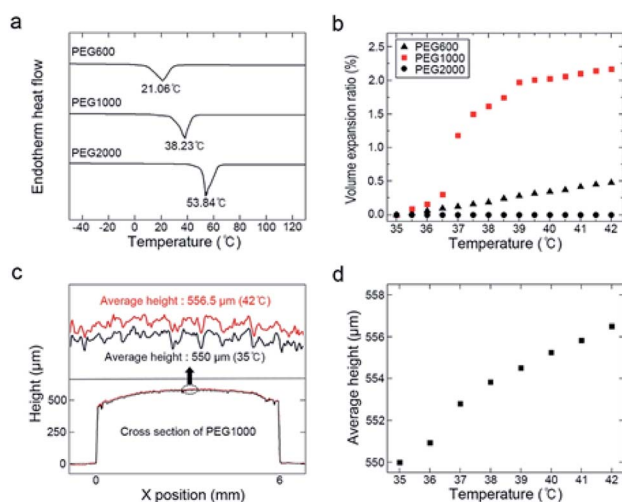 a
Endotherm heat flow
PEG600
21.06℃
PEG1000
38.23℃
PEG2000
53.84℃
-40 -20 0 20 40 60 80 100 120
Temperature (℃)
b
Volume expansion ratio (%)
2.5
2.0
1.5
1.0
0.5
0.0
PEG600
PEG1000
PEG2000
35 36 37 38 39 40 41 42
Temperature (℃)
c
Height (μm)
Average height : 556.5 μm (42℃)
Average height : 550 μm (35℃)
500
250
0
Cross section of PEG1000
0 6
X position (mm)
d
Average height (μm)
558
556
554
552
550
35 36 37 38 39 40 41 42
Temperature (℃)